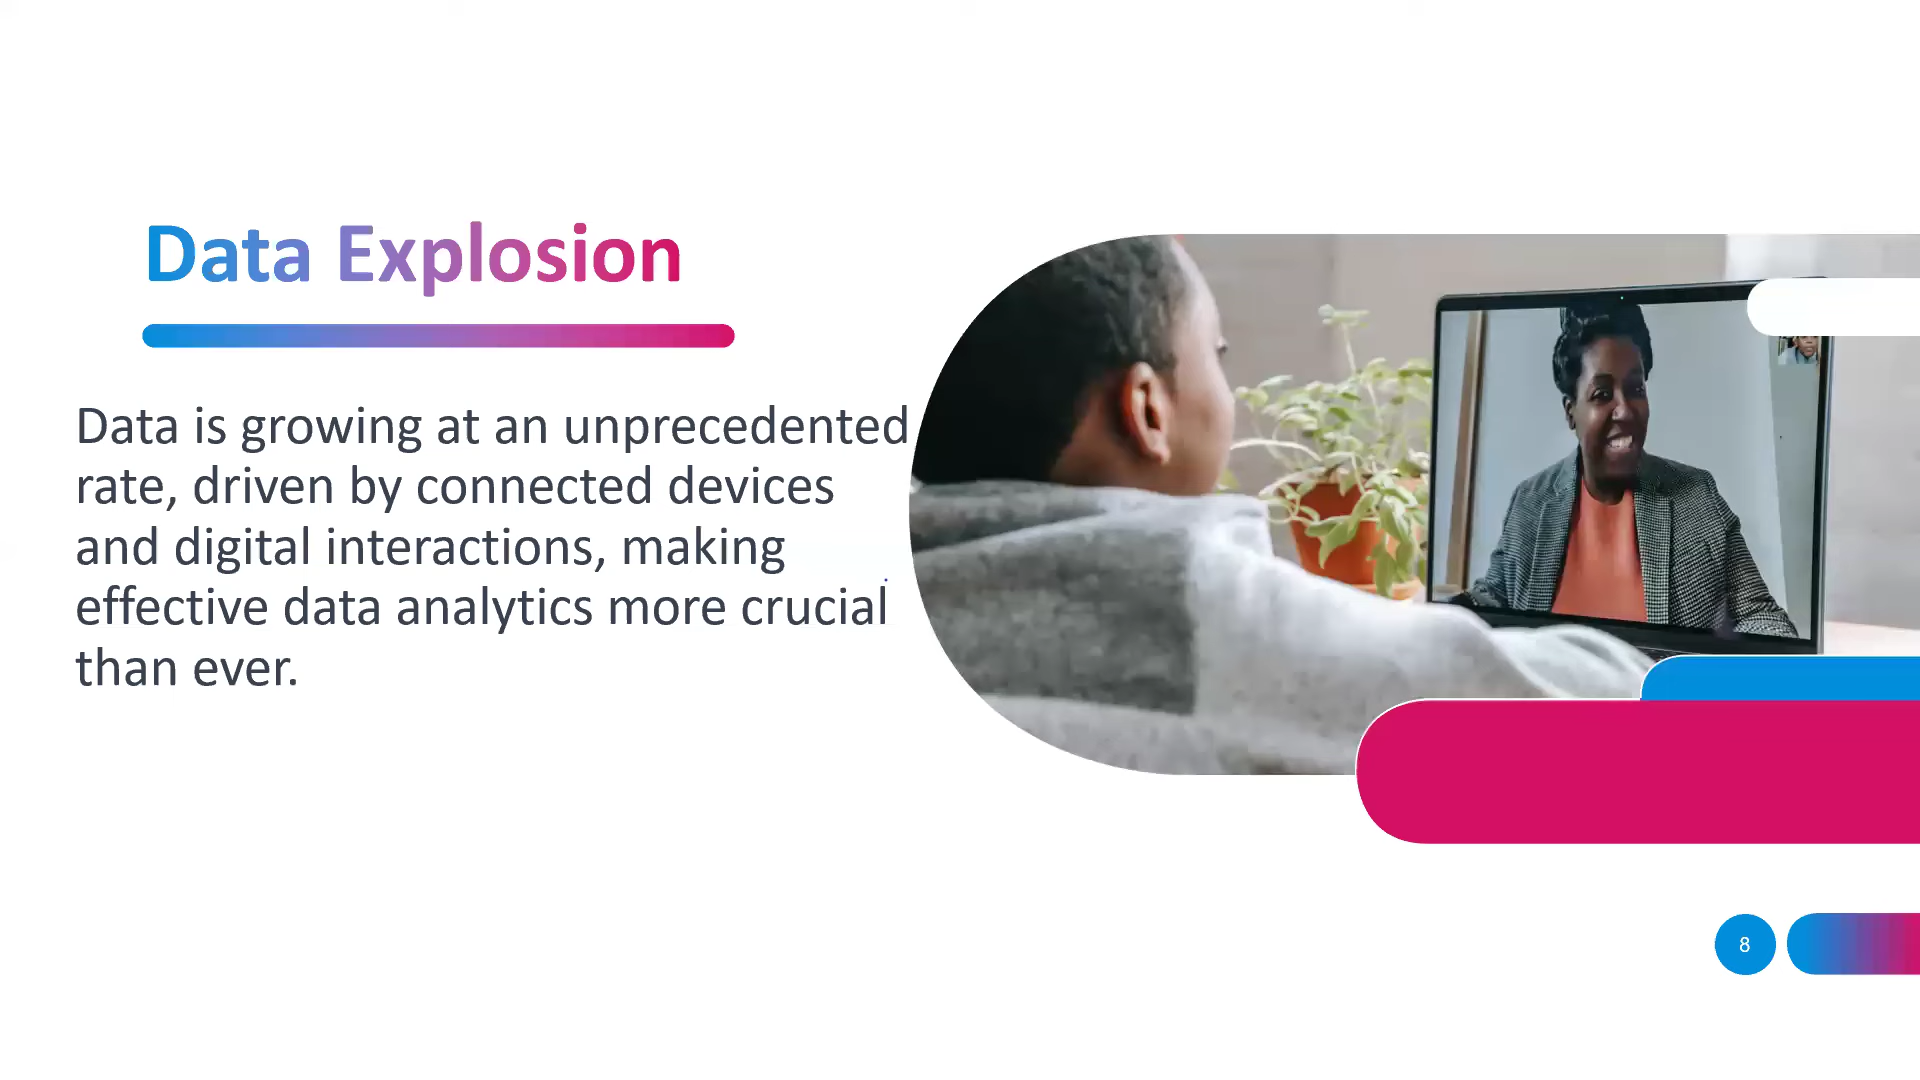 Data Explosion
Data is growing at an unprecedented
rate, driven by connected devices
and digital interactions, making
effective data analytics more crucial
than ever.
8